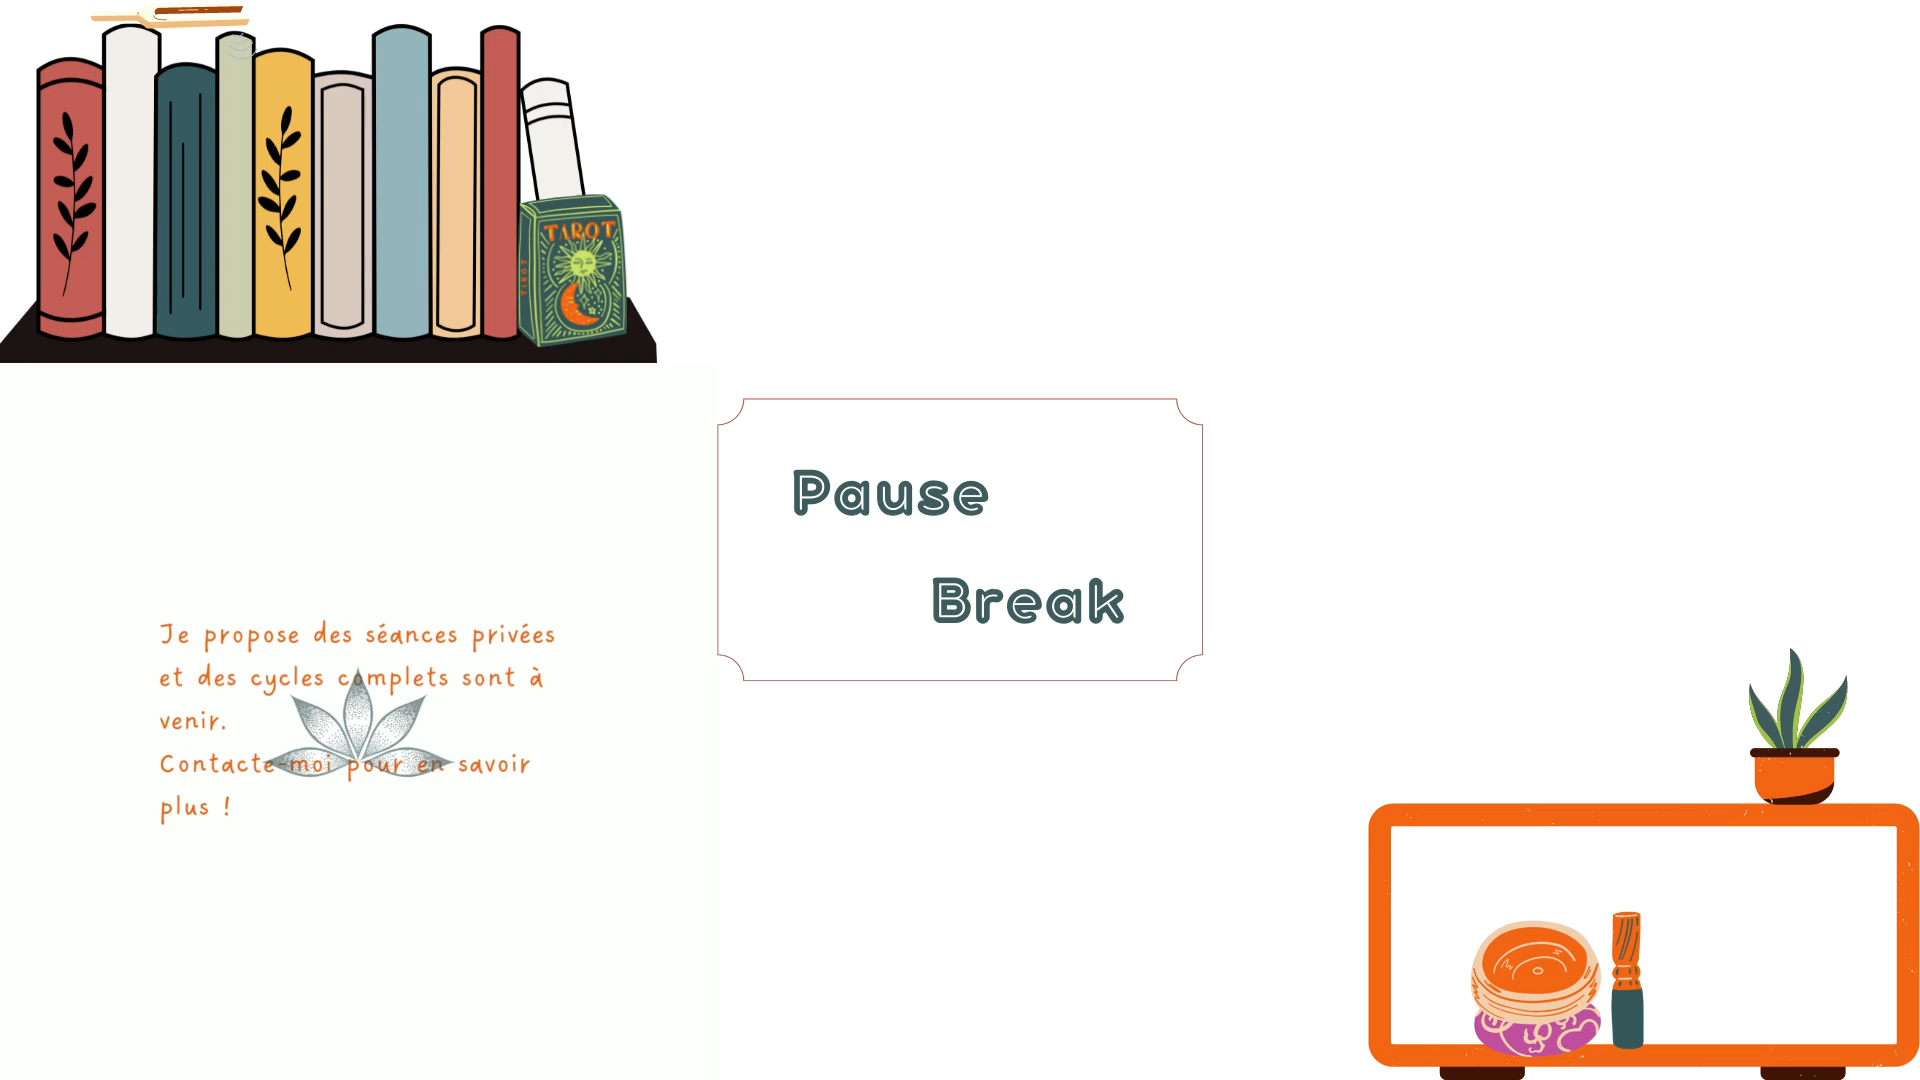 TAROT
TAROT
Pause
Break
Je propose des séances privées
et des cycles complets sont à
venir.
Contacte-moi pour en savoir
plus !